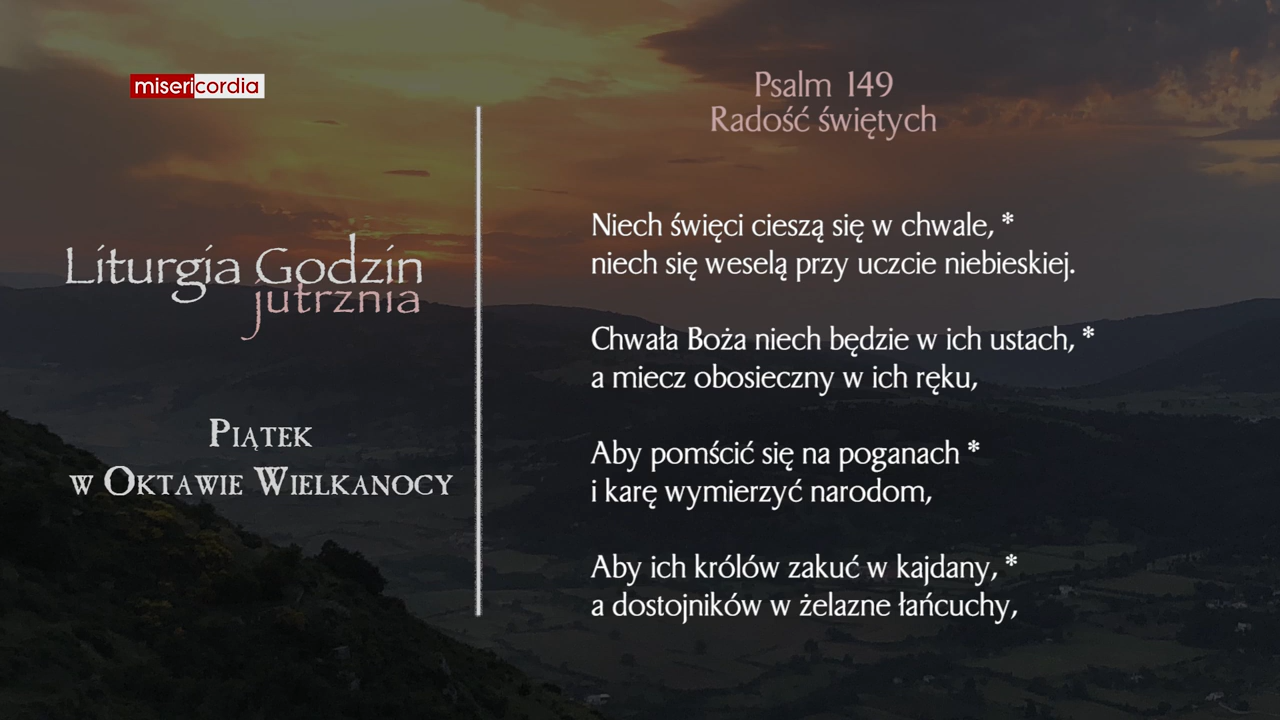 misericordia
Liturgia Godzin
jutrznia
Piątek
w Oktawie Wielkanocy
Psalm 149
Radość świętych
Niech święci cieszą się w chwale, *
niech się weselą przy uczcie niebieskiej.
Chwała Boża niech będzie w ich ustach, *
a miecz obosieczny w ich ręku,
Aby pomścić się na poganach *
i karę wymierzyć narodom,
Aby ich królów zakuć w kajdany, *
a dostojników w żelazne łańcuchy,